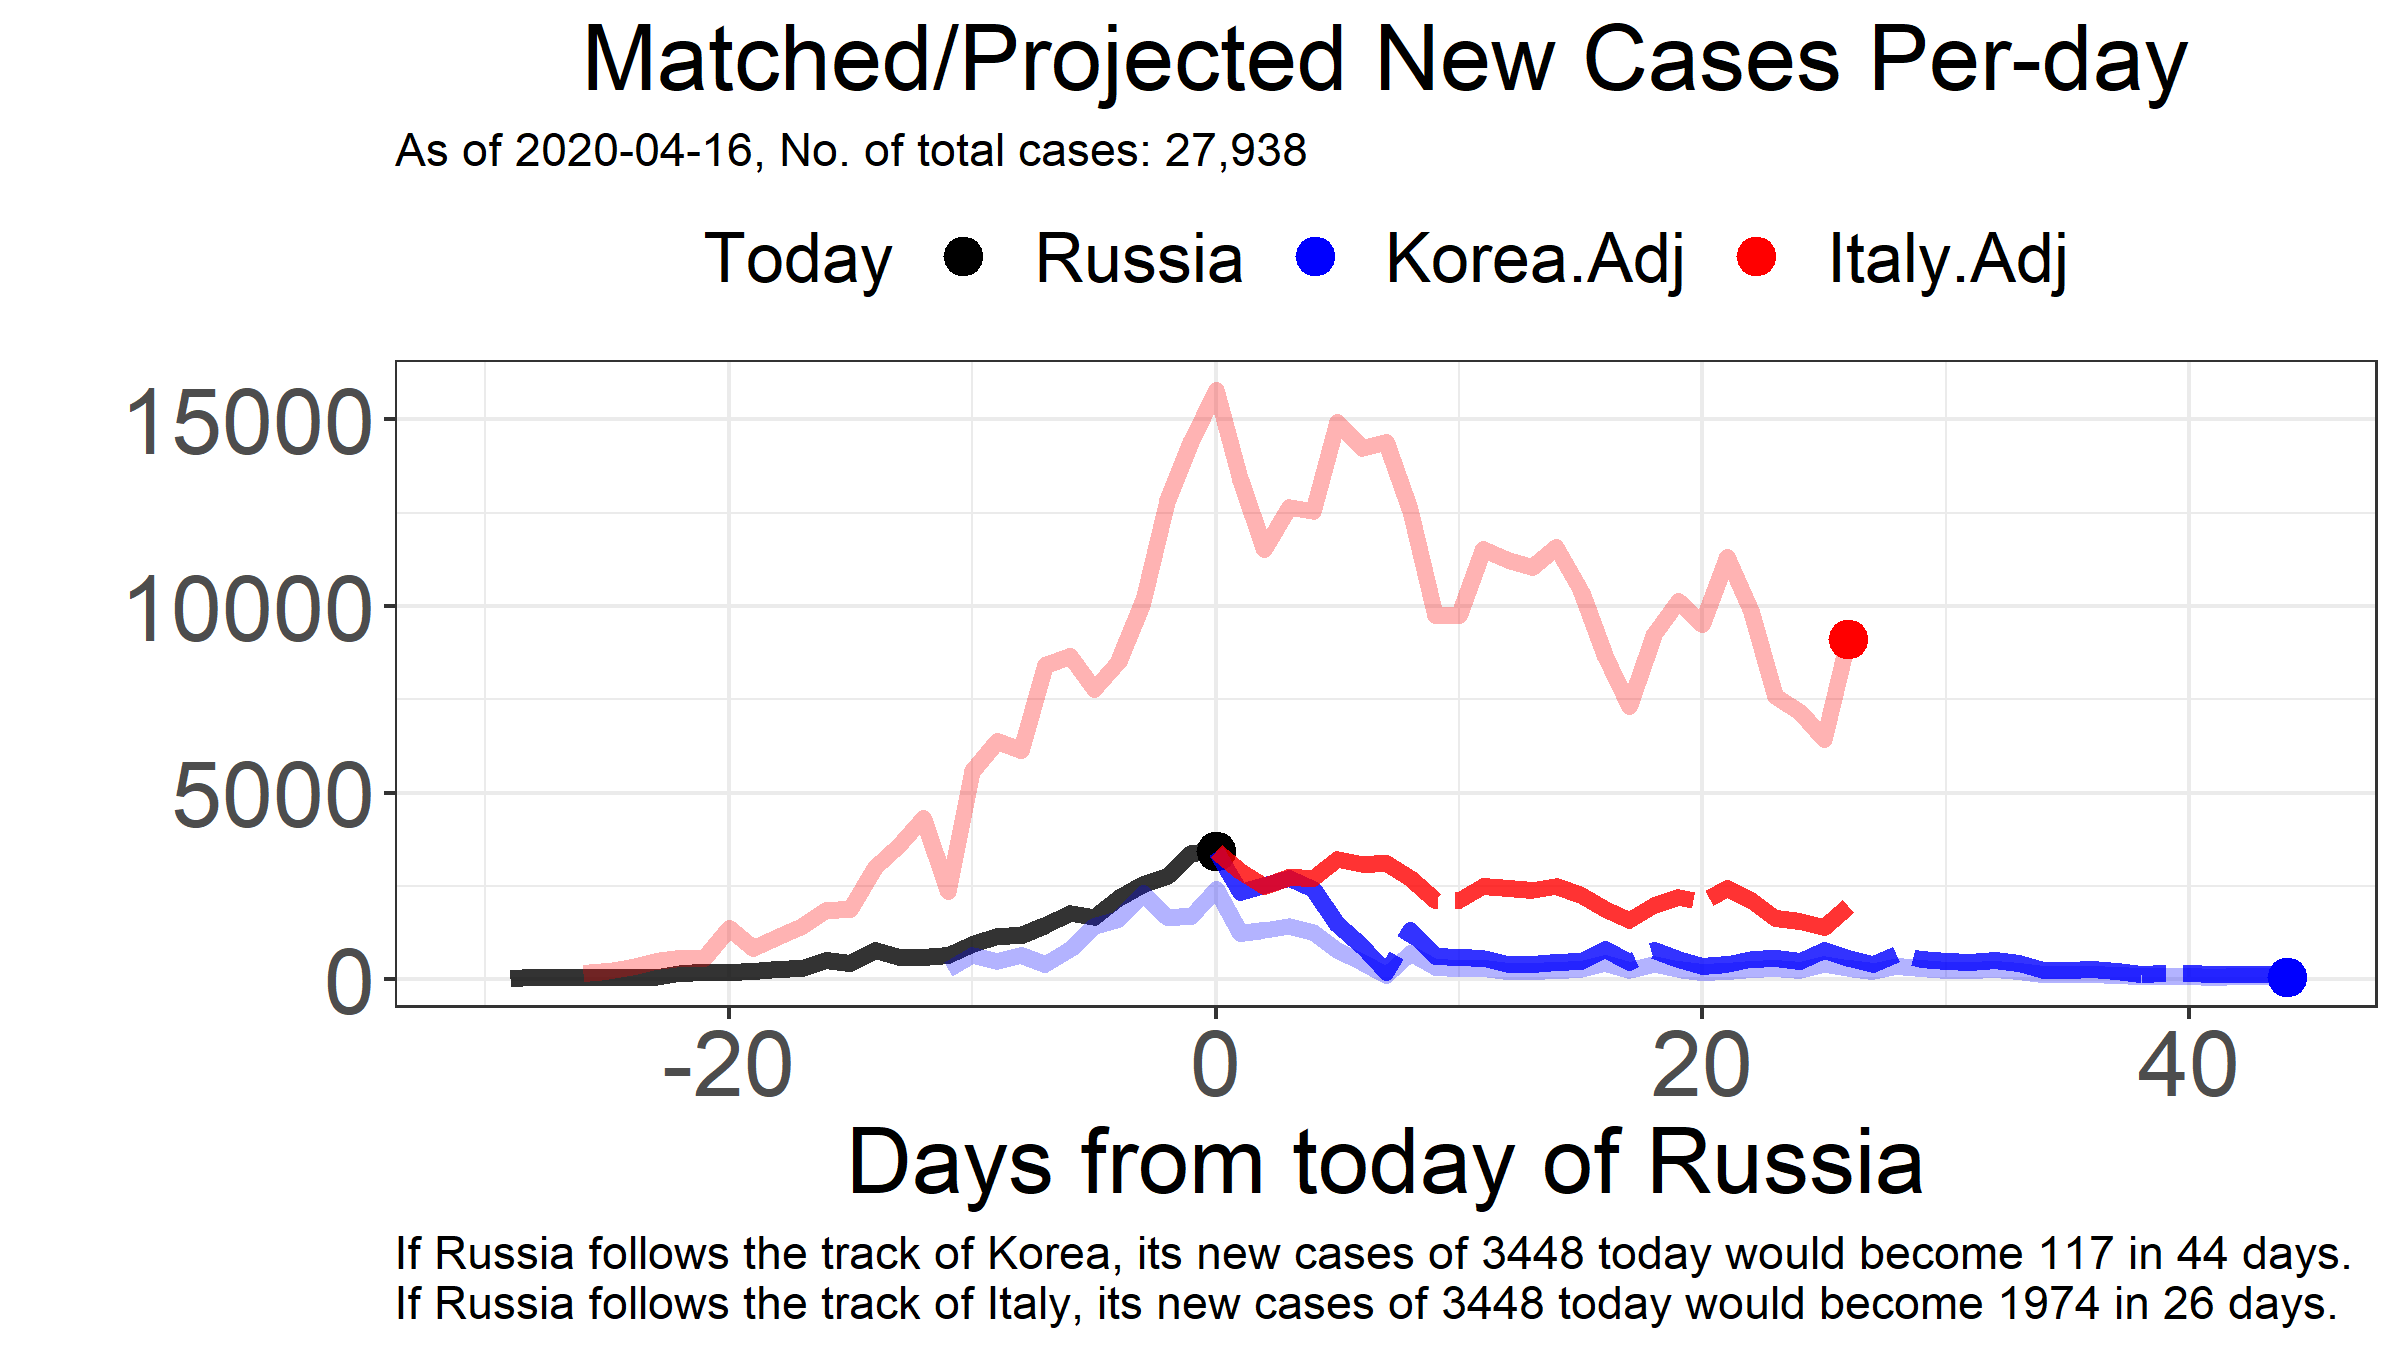 Matched/Projected New Cases Per-day
As of 2020-04-16, No. of total cases: 27,938
Today Russia Korea.Adj Italy.Adj
15000
10000
5000
0
-20 0 20 40
Days from today of Russia
If Russia follows the track of Korea, its new cases of 3448 today would become 117 in 44 days.
If Russia follows the track of Italy, its new cases of 3448 today would become 1974 in 26 days.